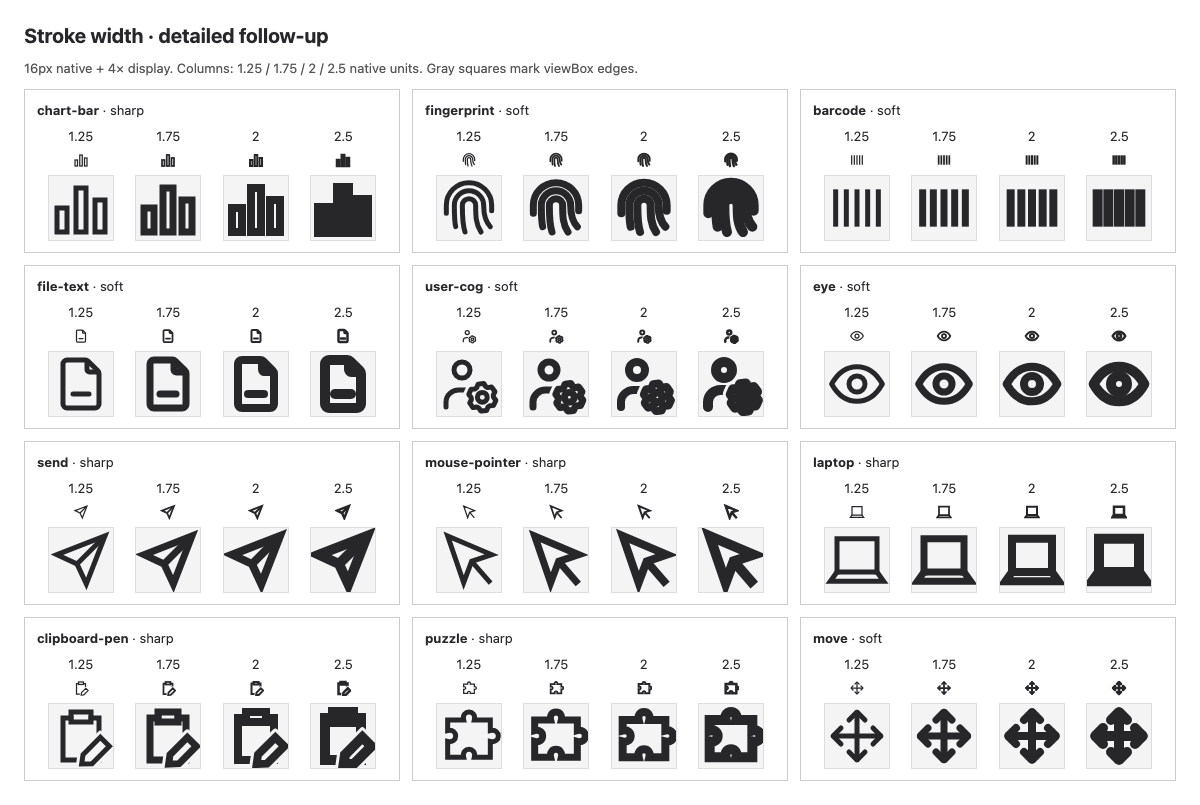 Stroke width · detailed follow-up
16px native + 4× display. Columns: 1.25 / 1.75 / 2 / 2.5 native units. Gray squares mark viewBox edges.
chart-bar · sharp
1.25 1.75 2 2.5
fingerprint · soft
1.25 1.75 2 2.5
barcode · soft
1.25 1.75 2 2.5
file-text · soft
1.25 1.75 2 2.5
user-cog · soft
1.25 1.75 2 2.5
eye · soft
1.25 1.75 2 2.5
send · sharp
1.25 1.75 2 2.5
mouse-pointer · sharp
1.25 1.75 2 2.5
laptop · sharp
1.25 1.75 2 2.5
clipboard-pen · sharp
1.25 1.75 2 2.5
puzzle · sharp
1.25 1.75 2 2.5
move · soft
1.25 1.75 2 2.5